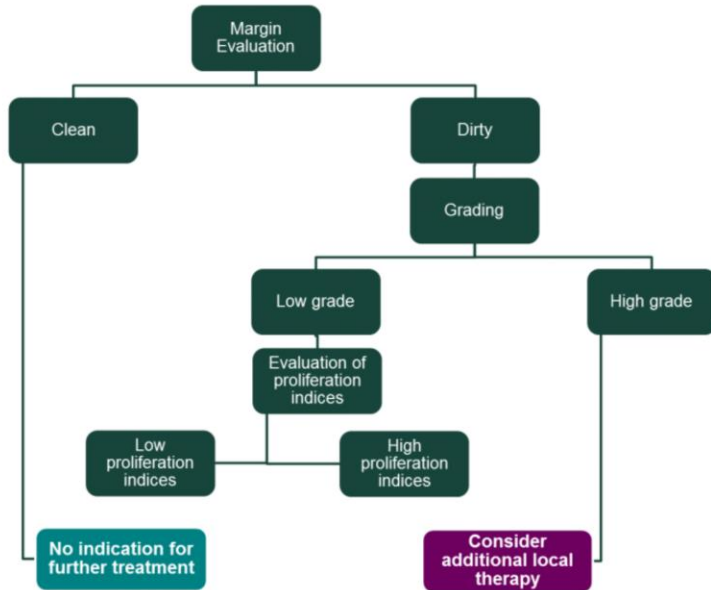 Margin
Evaluation
Clean
Dirty
Grading
Low grade
High grade
Evaluation of
proliferation
indices
Low
proliferation
indices
High
proliferation
indices
No indication for
further treatment
Consider
additional local
therapy